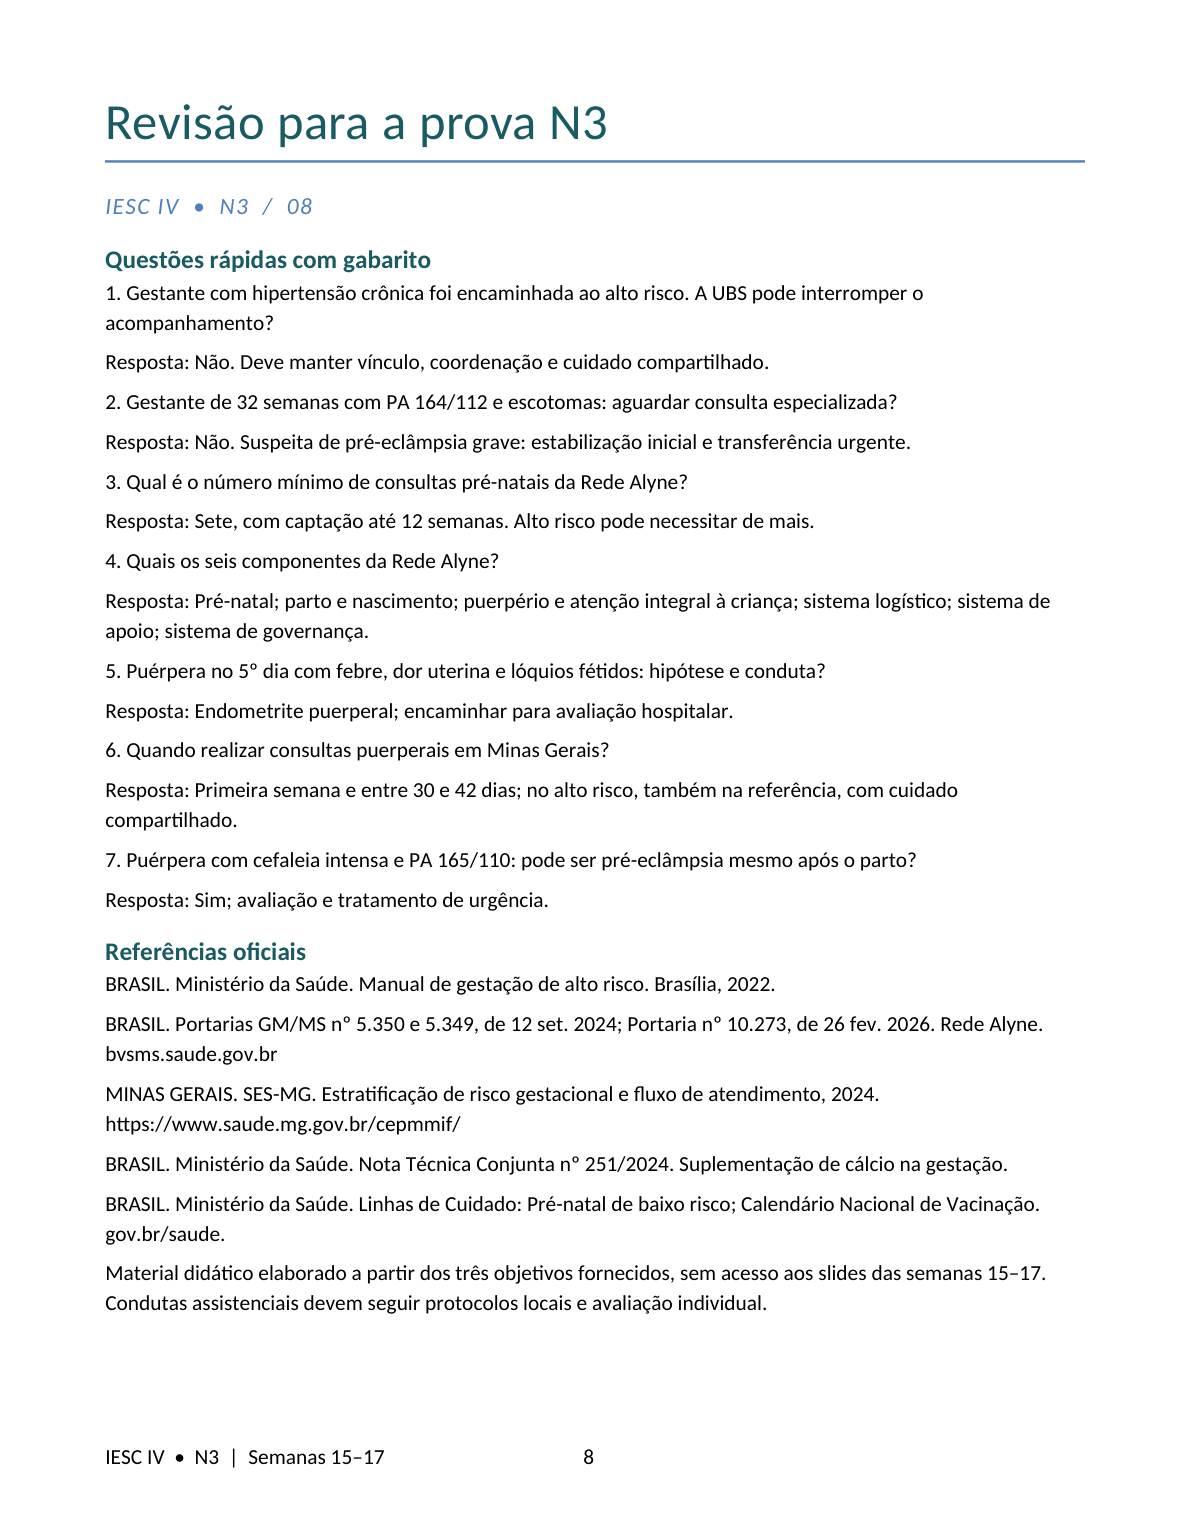 Revisão para a prova N3
IESC IV • N3 / 08
Questões rápidas com gabarito
1. Gestante com hipertensão crônica foi encaminhada ao alto risco. A UBS pode interromper o
acompanhamento?
Resposta: Não. Deve manter vínculo, coordenação e cuidado compartilhado.
2. Gestante de 32 semanas com PA 164/112 e escotomas: aguardar consulta especializada?
Resposta: Não. Suspeita de pré-eclâmpsia grave: estabilização inicial e transferência urgente.
3. Qual é o número mínimo de consultas pré-natais da Rede Alyne?
Resposta: Sete, com captação até 12 semanas. Alto risco pode necessitar de mais.
4. Quais os seis componentes da Rede Alyne?
Resposta: Pré-natal; parto e nascimento; puerpério e atenção integral à criança; sistema logístico; sistema de
apoio; sistema de governança.
5. Puérpera no 5º dia com febre, dor uterina e lóquios fétidos: hipótese e conduta?
Resposta: Endometrite puerperal; encaminhar para avaliação hospitalar.
6. Quando realizar consultas puerperais em Minas Gerais?
Resposta: Primeira semana e entre 30 e 42 dias; no alto risco, também na referência, com cuidado
compartilhado.
7. Puérpera com cefaleia intensa e PA 165/110: pode ser pré-eclâmpsia mesmo após o parto?
Resposta: Sim; avaliação e tratamento de urgência.
Referências oficiais
BRASIL. Ministério da Saúde. Manual de gestação de alto risco. Brasília, 2022.
BRASIL. Portarias GM/MS nº 5.350 e 5.349, de 12 set. 2024; Portaria nº 10.273, de 26 fev. 2026. Rede Alyne.
bvsms.saude.gov.br
MINAS GERAIS. SES-MG. Estratificação de risco gestacional e fluxo de atendimento, 2024.
https://www.saude.mg.gov.br/cepmmif/
BRASIL. Ministério da Saúde. Nota Técnica Conjunta nº 251/2024. Suplementação de cálcio na gestação.
BRASIL. Ministério da Saúde. Linhas de Cuidado: Pré-natal de baixo risco; Calendário Nacional de Vacinação.
gov.br/saude.
Material didático elaborado a partir dos três objetivos fornecidos, sem acesso aos slides das semanas 15–17.
Condutas assistenciais devem seguir protocolos locais e avaliação individual.
IESC IV • N3 | Semanas 15–17 8